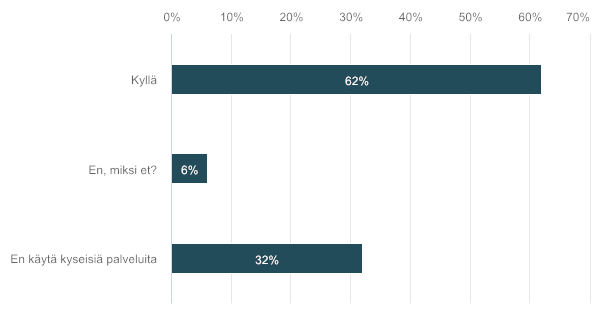 0% 10% 20% 30% 40% 50% 60% 70%
Kyllä 62%
En, miksi et? 6%
En käytä kyseisiä palveluita 32%